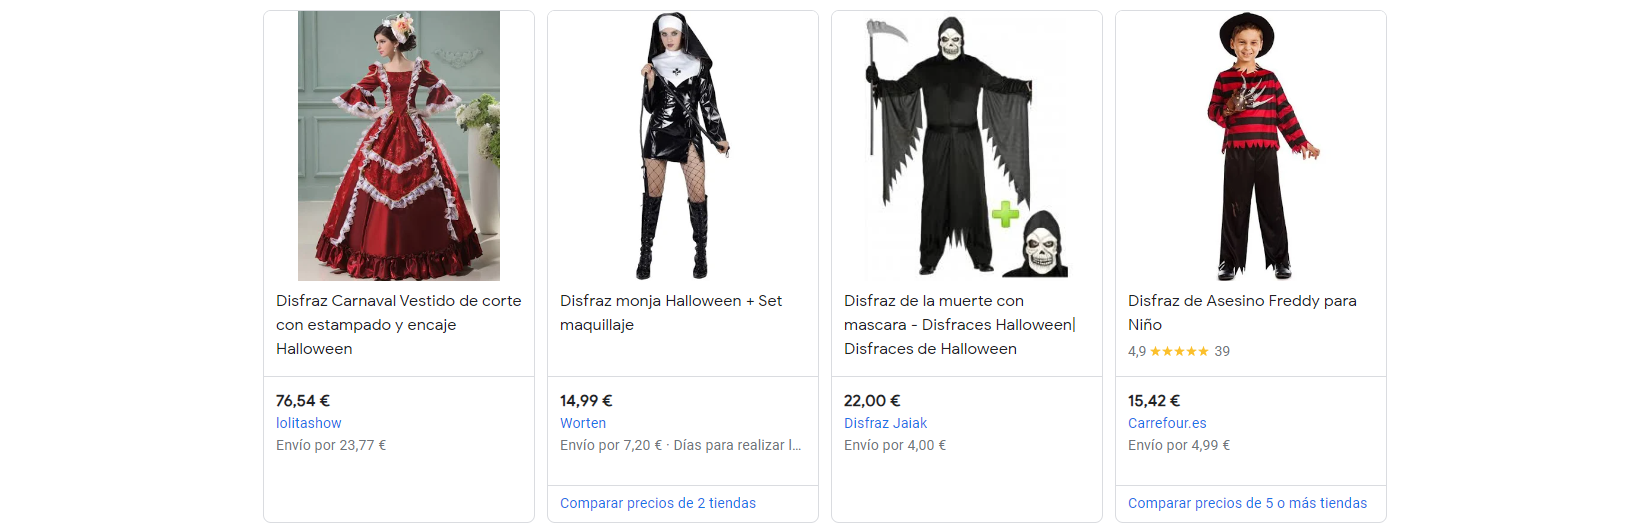 Disfraz Carnaval Vestido de corte
con estampado y encaje
Halloween
76,54 €
lolitashow
Envío por 23,77 €
Disfraz monja Halloween + Set
maquillaje
14,99 €
Worten
Envío por 7,20 € · Días para realizar l...
Comparar precios de 2 tiendas
Disfraz de la muerte con
mascara - Disfraces Halloween|
Disfraces de Halloween
22,00 €
Disfraz Jaiak
Envío por 4,00 €
Disfraz de Asesino Freddy para
Niño
4,9 ★★★★★ 39
15,42 €
Carrefour.es
Envío por 4,99 €
Comparar precios de 5 o más tiendas